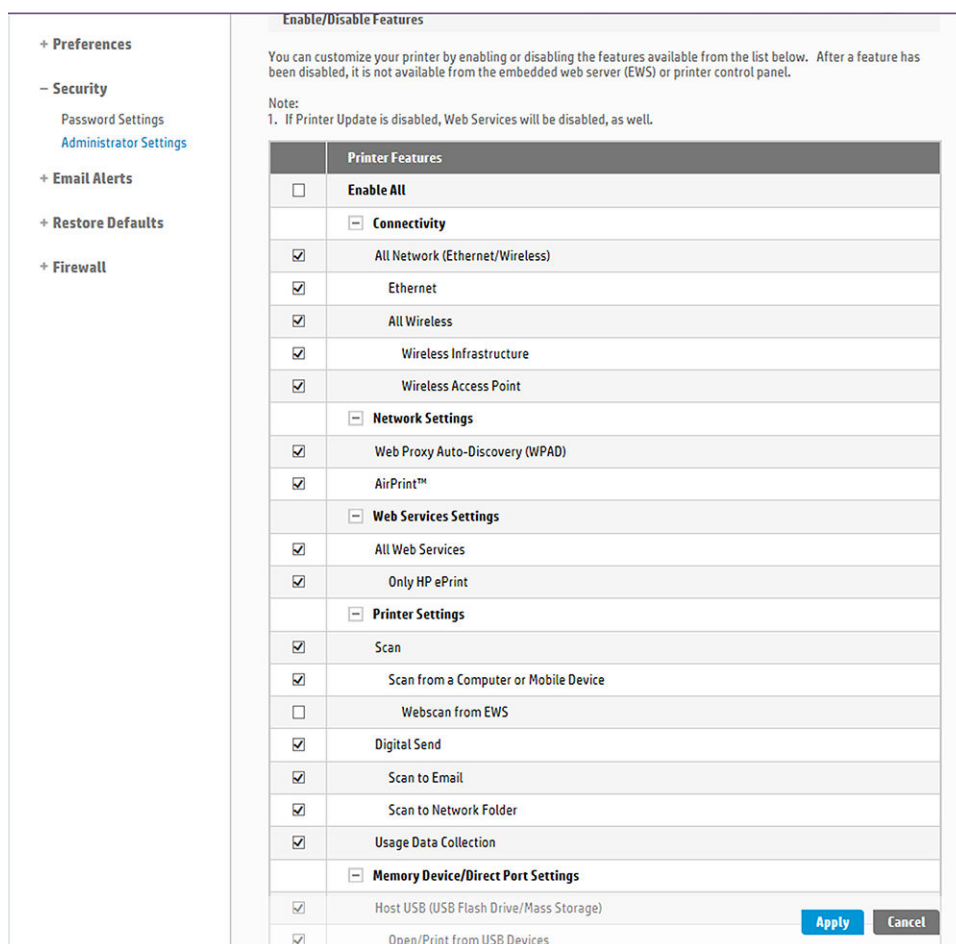 Enable/Disable Features
+ Preferences
You can customize your printer by enabling or disabling the features available from the list below. After a feature has
been disabled, it is not available from the embedded web server (EWS) or printer control panel.
– Security
Note:
1. If Printer Update is disabled, Web Services will be disabled, as well.
Password Settings
Administrator Settings
+ Email Alerts
+ Restore Defaults
+ Firewall
Printer Features
Enable All
Connectivity
All Network (Ethernet/Wireless)
Ethernet
All Wireless
Wireless Infrastructure
Wireless Access Point
Network Settings
Web Proxy Auto-Discovery (WPAD)
AirPrint™
Web Services Settings
All Web Services
Only HP ePrint
Printer Settings
Scan
Scan from a Computer or Mobile Device
Webscan from EWS
Digital Send
Scan to Email
Scan to Network Folder
Usage Data Collection
Memory Device/Direct Port Settings
Host USB (USB Flash Drive/Mass Storage)
Open/Print from USB Devices
Apply
Cancel